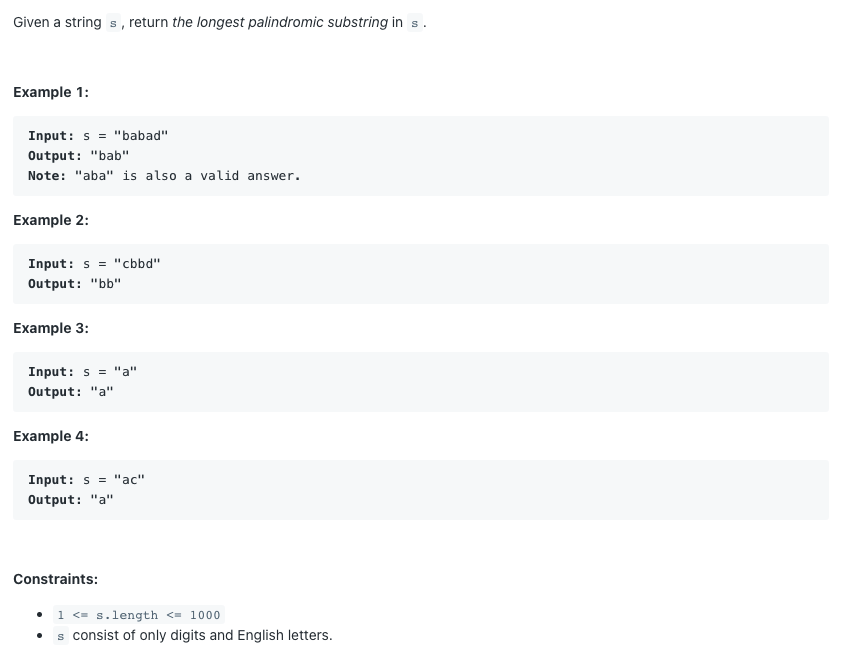 Given a string s, return the longest palindromic substring in s.
Example 1:
Input: s = "babad"
Output: "bab"
Note: "aba" is also a valid answer.
Example 2:
Input: s = "cbbd"
Output: "bb"
Example 3:
Input: s = "a"
Output: "a"
Example 4:
Input: s = "ac"
Output: "a"
Constraints:
• 1 <= s.length <= 1000
• s consist of only digits and English letters.